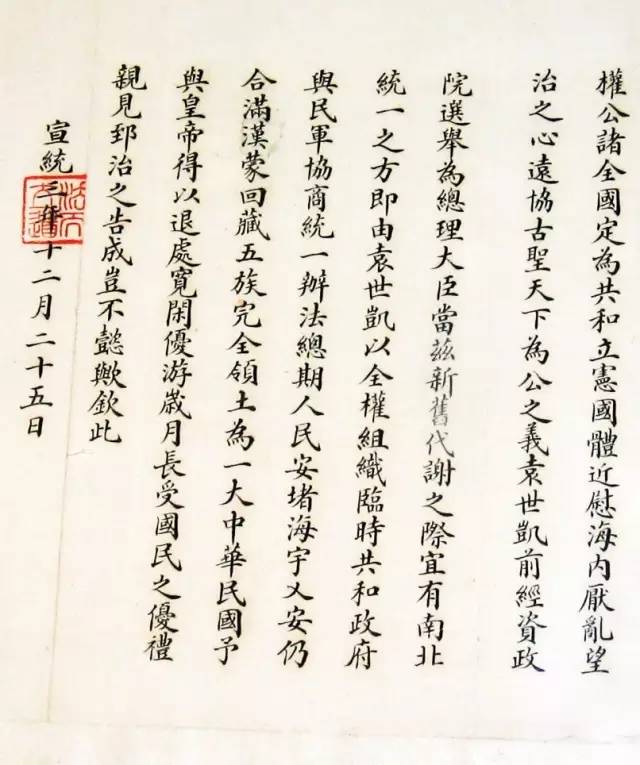 權公諸全國定為共和立憲國體近慰海內厭亂望
治之心遠協古聖天下為公之義袁世凱前經資政
院選舉為總理大臣當茲新舊代謝之際宜有南北
統一之方即由袁世凱以全權組織臨時共和政府
與民軍協商統一辦法總期人民安堵海宇乂安仍
合滿漢蒙回藏五族完全領土為一大中華民國予
與皇帝得以退處寬閑優游歲月長受國民之優禮
親見郅治之告成豈不懿歟欽此
宣統三年十二月二十五日
法天立道